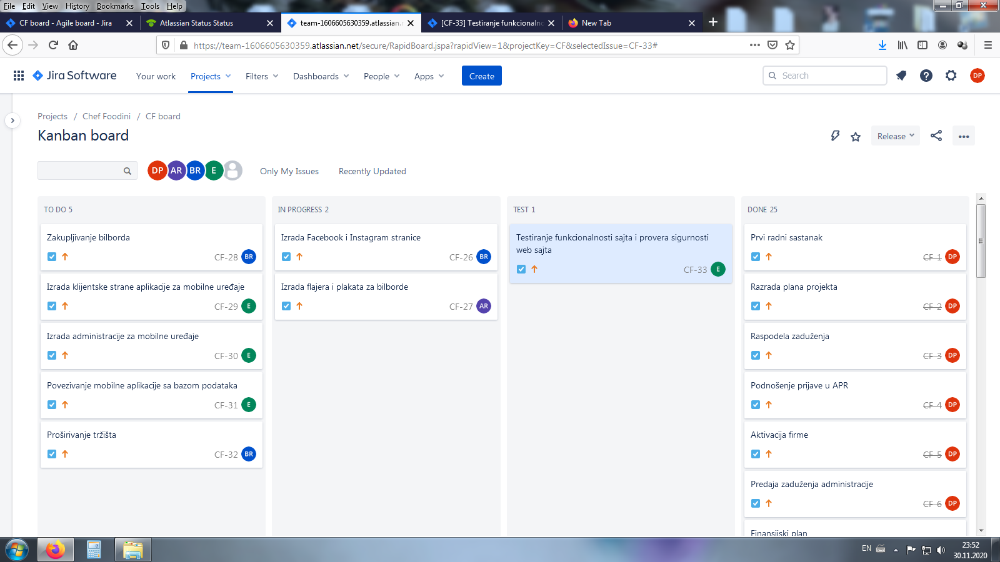 File Edit View History Bookmarks Tools Help
CF board - Agile board - Jira
Atlassian Status Status
team-1606605630359.atlassian.
[CF-33] Testiranje funkcionaln
New Tab
https://team-1606605630359.atlassian.net/secure/RapidBoard.jspa?rapidView=1&projectKey=CF&selectedIssue=CF-33#
Jira Software Your work Projects Filters Dashboards People Apps Create Search DP
Projects / Chef Foodini / CF board
Kanban board
Release
DP AR BR E Only My Issues Recently Updated
TO DO 5
Zakupljivanje bilborda
CF-28 BR
Izrada klijentske strane aplikacije za mobilne uređaje
CF-29 E
Izrada administracije za mobilne uređaje
CF-30 E
Povezivanje mobilne aplikacije sa bazom podataka
CF-31 E
Proširivanje tržišta
CF-32 BR
IN PROGRESS 2
Izrada Facebook i Instagram stranice
CF-26 BR
Izrada flajera i plakata za bilborde
CF-27 AR
TEST 1
Testiranje funkcionalnosti sajta i provera sigurnosti
web sajta
CF-33 E
DONE 25
Prvi radni sastanak
CF-1 DP
Razrada plana projekta
CF-2 DP
Raspodela zaduženja
CF-3 DP
Podnošenje prijave u APR
CF-4 DP
Aktivacija firme
CF-5 DP
Predaja zaduženja administracije
CF-6 DP
Finansijski plan
EN
23:52
30.11.2020